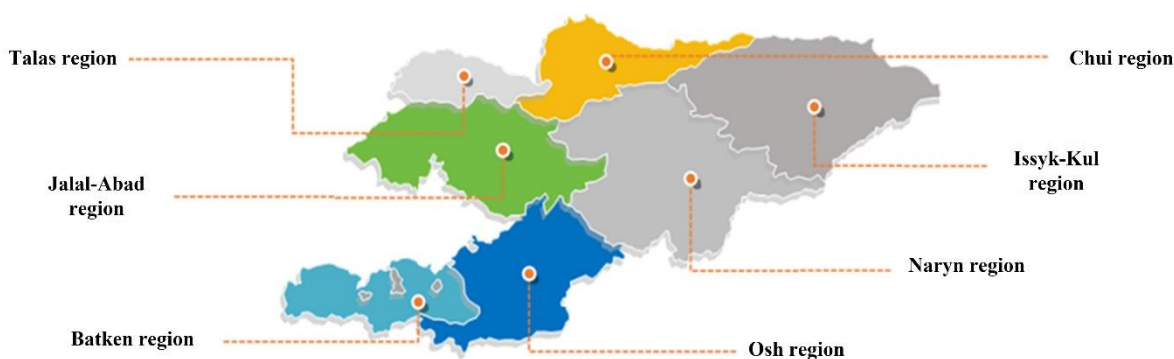 Talas region
Chui region
Issyk-Kul
region
Jalal-Abad
region
Naryn region
Batken region
Osh region